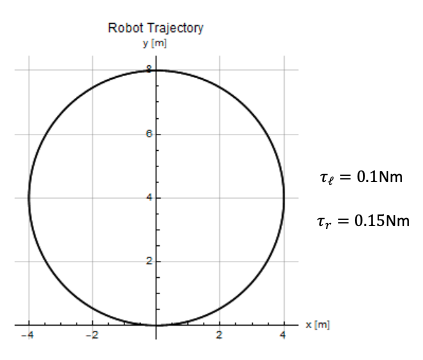 Robot Trajectory
y [m]
8
6
4
2
-4 -2 2 4 x [m]
τℓ = 0.1Nm
τr = 0.15Nm